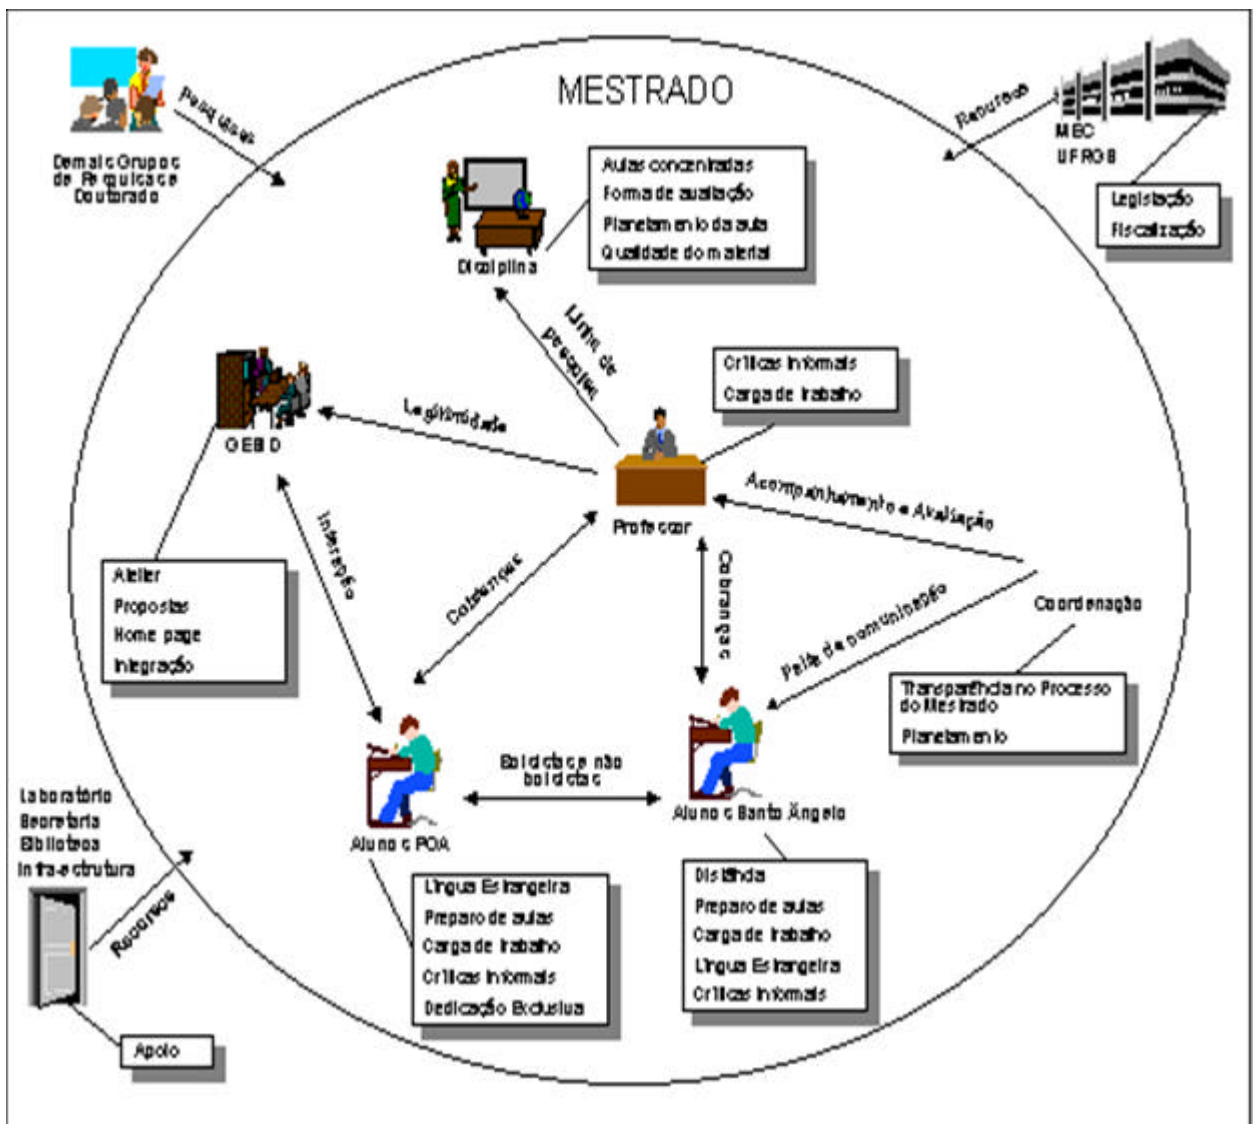 MESTRADO
Pesquisas
Demais Grupos
de Pesquisa e
Doutorado
Recursos
MEC
UFRGS
Legislação
Fiscalização
Aulas concentradas
Forma de avaliação
Planejamento da aula
Qualidade do material
Disciplina
Linha de
pesquisa
Críticas Informais
Carga de trabalho
Legitimidade
Professor
Acompanhamento e Avaliação
Interação
Cobranças
Cobranças
Falta de comunicação
Coordenação
Atelier
Propostas
Home page
Integração
Transparência no Processo
do Mestrado
Planejamento
Bolsistas e não
bolsistas
Alunos POA
Alunos Santo Ângelo
Laboratório
Secretaria
Biblioteca
Infra-estrutura
Recursos
Apoio
Língua Estrangeira
Preparo de aulas
Carga de trabalho
Críticas Informais
Dedicação Exclusiva
Distância
Preparo de aulas
Carga de trabalho
Língua Estrangeira
Críticas Informais